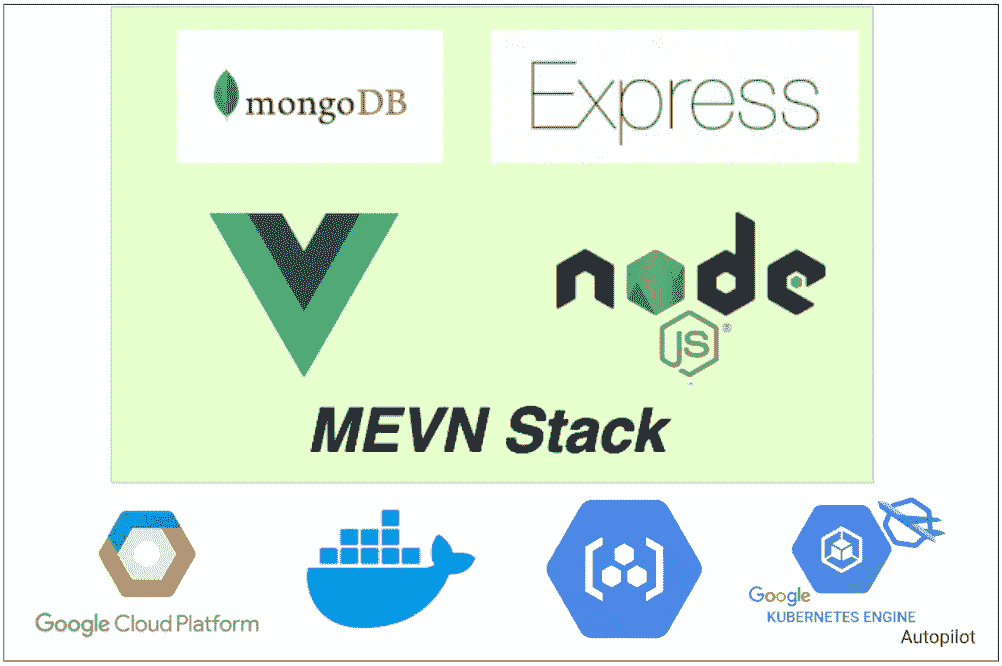 mongoDB
Express
node
JS®
MEVN Stack
Google Cloud Platform
Google
KUBERNETES ENGINE
Autopilot